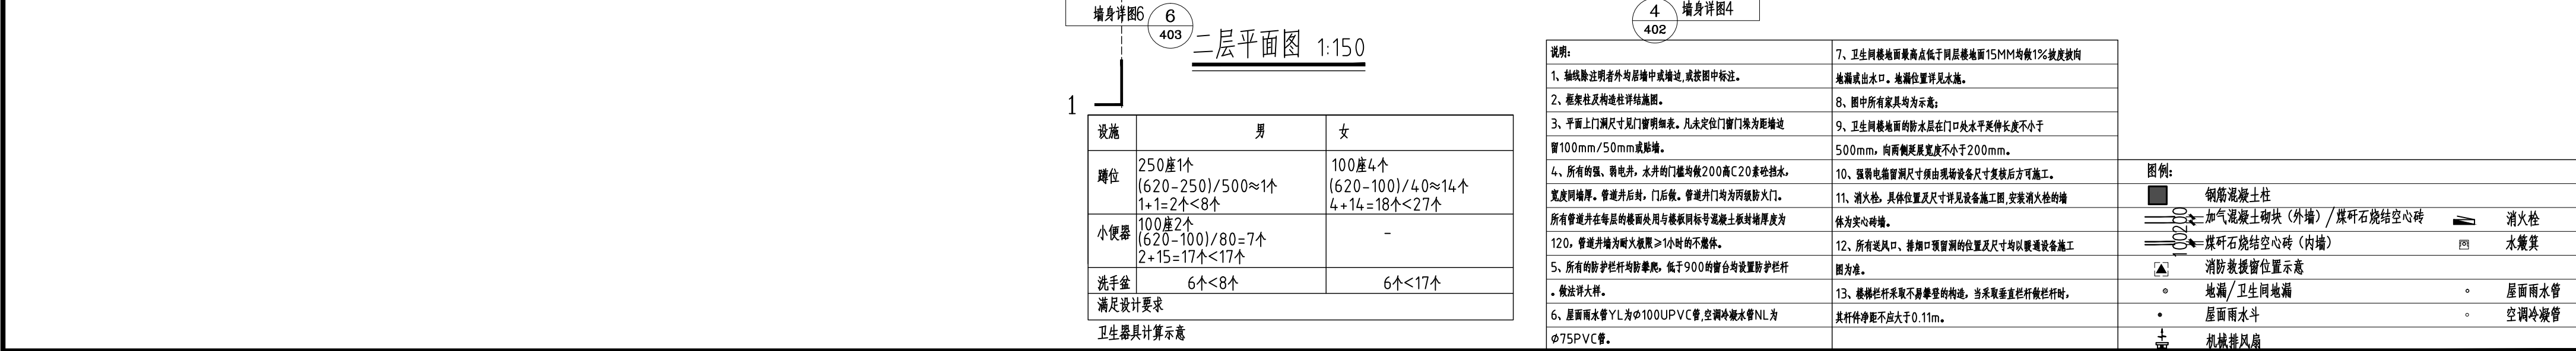 墙身详图6
6
403
二层平面图 1:150
4
402
墙身详图4
1
设施 男 女
蹲位
250座1个
(620-250)/500≈1个
1+1=2个<8个
100座4个
(620-100)/40≈14个
4+14=18个<27个
小便器
100座2个
(620-100)/80=7个
2+15=17个<17个
-
洗手盆 6个<8个 6个<17个
满足设计要求
卫生器具计算示意
说明:
1、轴线除注明者外均居墙中或墙边,或按图中标注。
2、框架柱及构造柱详结施图。
3、平面上门洞尺寸见门窗明细表。凡未定位门窗门垛为距墙边
留100mm/50mm或贴墙。
4、所有的强、弱电井,水井的门槛均做200高C20素砼挡水,
宽度同墙厚。管道井后封,门后做。管道井门均为丙级防火门。
所有管道井在每层的楼面处用与楼板同标号混凝土板封堵厚度为
120,管道井墙为耐火极限≥1小时的不燃体。
5、所有的防护栏杆均防攀爬,低于900的窗台均设置防护栏杆
。做法详大样。
6、屋面雨水管YL为Φ100UPVC管,空调冷凝水管NL为
Φ75PVC管。
7、卫生间楼地面最高点低于同层楼地面15MM均做1%坡度坡向
地漏或出水口。地漏位置详见水施。
8、图中所有家具均为示意;
9、卫生间楼地面的防水层在门口处水平延伸长度不小于
500mm,向两侧延展宽度不小于200mm。
10、强弱电箱留洞尺寸须由现场设备尺寸复核后方可施工。
11、消火栓,具体位置及尺寸详见设备施工图,安装消火栓的墙
体为实心砖墙。
12、所有送风口、排烟口预留洞的位置及尺寸均以暖通设备施工
图为准。
13、楼梯栏杆采取不易攀登的构造,当采取垂直栏杆做栏杆时,
其杆件净距不应大于0.11m。
图例:
钢筋混凝土柱
200
加气混凝土砌块(外墙)/煤矸石烧结空心砖
消火栓
100
煤矸石烧结空心砖(内墙)
水簸箕
消防救援窗位置示意
地漏/卫生间地漏
屋面雨水管
屋面雨水斗
空调冷凝管
机械排风扇